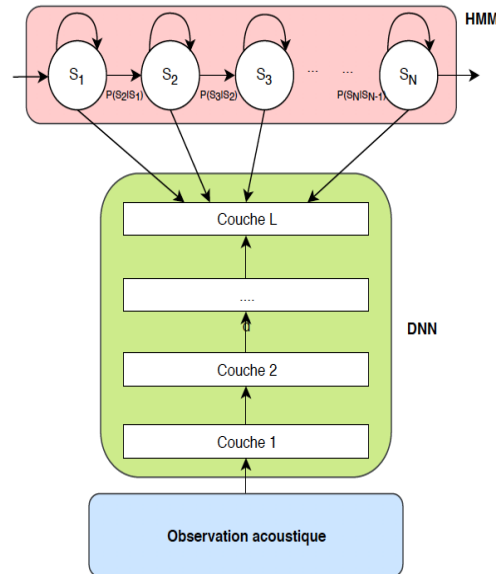 HMM
S1 S2 S3 ... ... SN
P(S2|S1) P(S3|S2) P(SN|SN-1)
Couche L
....
DNN
Couche 2
Couche 1
Observation acoustique